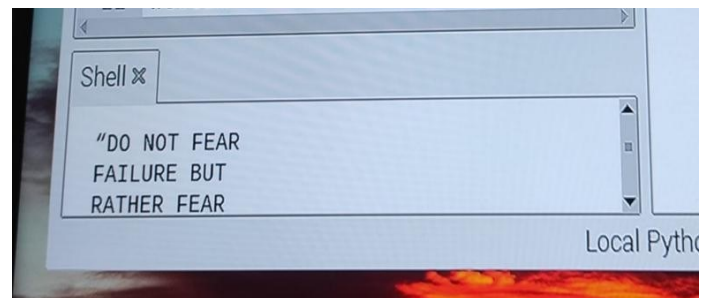 Shell ✖
"DO NOT FEAR
FAILURE BUT
RATHER FEAR
Local Pytho